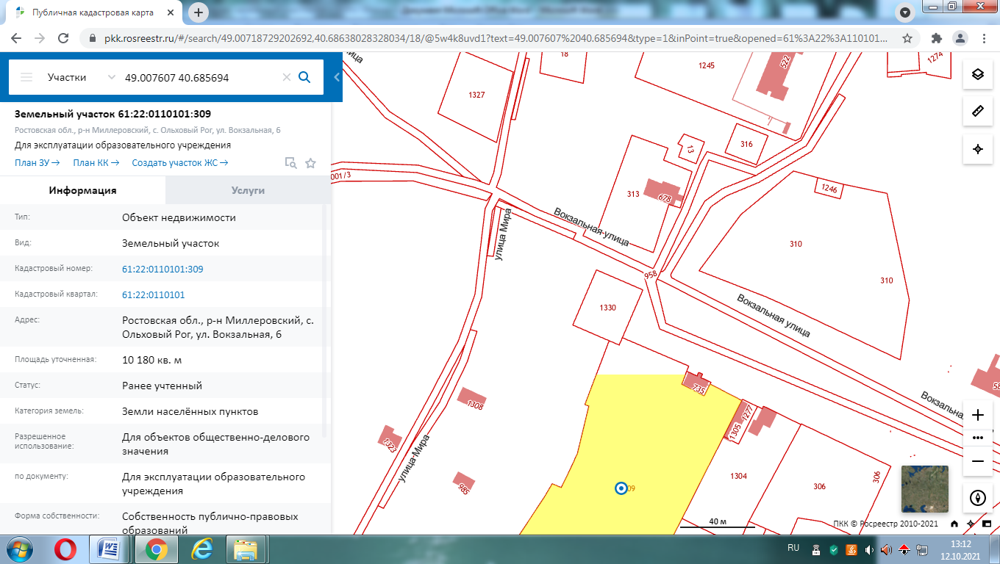 Публичная кадастровая карта
pkk.rosreestr.ru/#/search/49.00718729202692,40.68638028328034/18/@5w4k8uvd1?text=49.007607%2040.685694&type=1&inPoint=true&opened=61%3A22%3A110101...
Участки 49.007607 40.685694
Земельный участок 61:22:0110101:309
Ростовская обл., р-н Миллеровский, с. Ольховый Рог, ул. Вокзальная, 6
Для эксплуатации образовательного учреждения
План ЗУ → План КК → Создать участок ЖС →
Информация Услуги
Тип: Объект недвижимости
Вид: Земельный участок
Кадастровый номер: 61:22:0110101:309
Кадастровый квартал: 61:22:0110101
Адрес: Ростовская обл., р-н Миллеровский, с.
Ольховый Рог, ул. Вокзальная, 6
Площадь уточненная: 10 180 кв. м
Статус: Ранее учтенный
Категория земель: Земли населённых пунктов
Разрешенное использование: Для объектов общественно-делового
значения
по документу: Для эксплуатации образовательного
учреждения
Форма собственности: Собственность публично-правовых
образований
улица
18
1245
522
1274
1327
316
13
001/3
313
678
1246
Вокзальная улица
улица Мира
310
310
958
1330
Вокзальная улица
735
1308
1277
1305
Вокзальна
58
1323
улица Мира
985
09
1304
306
306
40 м
ПКК © Росреестр 2010-2021
RU
13:12
12.10.2021